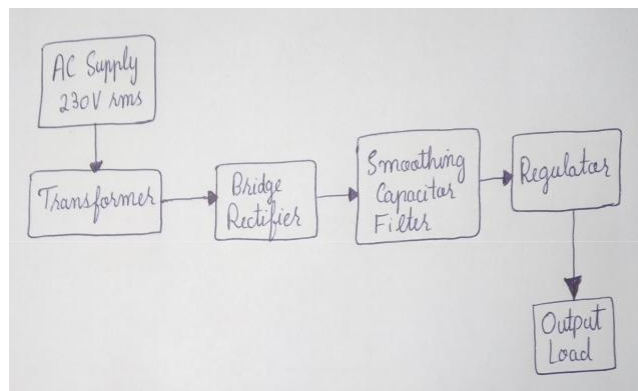 AC Supply
230V rms
Transformer
Bridge
Rectifier
Smoothing
Capacitor
Filter
Regulator
Output
Load